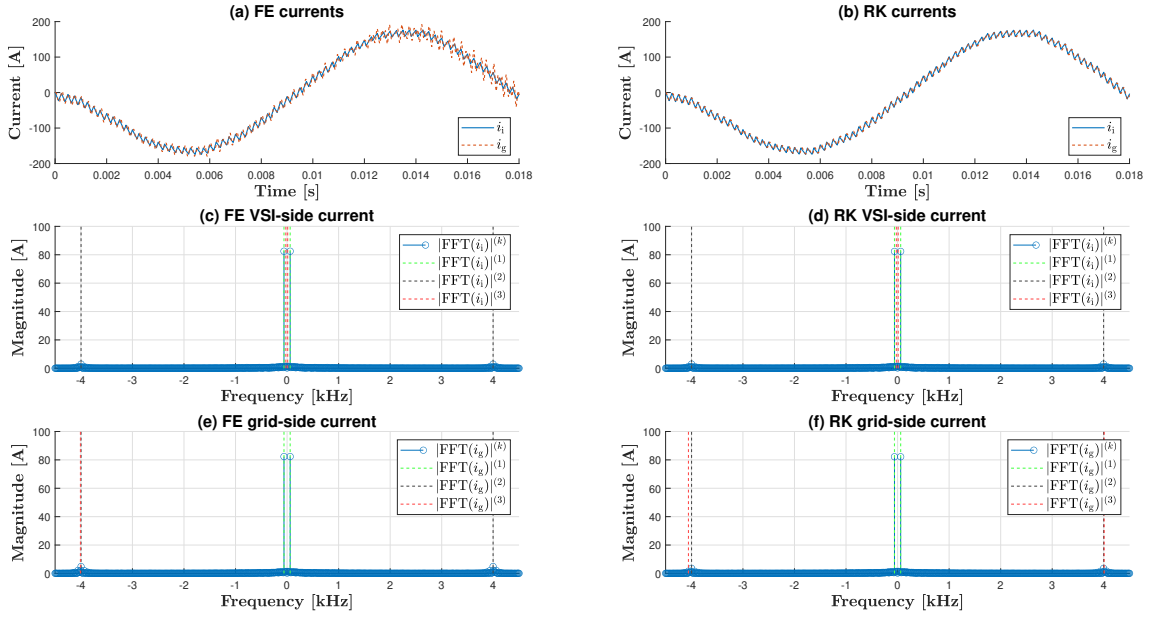 (a) FE currents
Current [A]
200
100
0
-100
-200
0
0.002
0.004
0.006
0.008
0.010
0.012
0.014
0.016
0.018
Time [s]
i_i
i_g
(b) RK currents
Current [A]
200
100
0
-100
-200
0
0.002
0.004
0.006
0.008
0.010
0.012
0.014
0.016
0.018
Time [s]
i_i
i_g
(c) FE VSI-side current
Magnitude [A]
100
80
60
40
20
0
-4
-3
-2
-1
0
1
2
3
4
Frequency [kHz]
|FFT(i_i)|^(k)
|FFT(i_i)|^(1)
|FFT(i_i)|^(2)
|FFT(i_i)|^(3)
(d) RK VSI-side current
Magnitude [A]
100
80
60
40
20
0
-4
-3
-2
-1
0
1
2
3
4
Frequency [kHz]
|FFT(i_i)|^(k)
|FFT(i_i)|^(1)
|FFT(i_i)|^(2)
|FFT(i_i)|^(3)
(e) FE grid-side current
Magnitude [A]
100
80
60
40
20
0
-4
-3
-2
-1
0
1
2
3
4
Frequency [kHz]
|FFT(i_g)|^(k)
|FFT(i_g)|^(1)
|FFT(i_g)|^(2)
|FFT(i_g)|^(3)
(f) RK grid-side current
Magnitude [A]
100
80
60
40
20
0
-4
-3
-2
-1
0
1
2
3
4
Frequency [kHz]
|FFT(i_g)|^(k)
|FFT(i_g)|^(1)
|FFT(i_g)|^(2)
|FFT(i_g)|^(3)